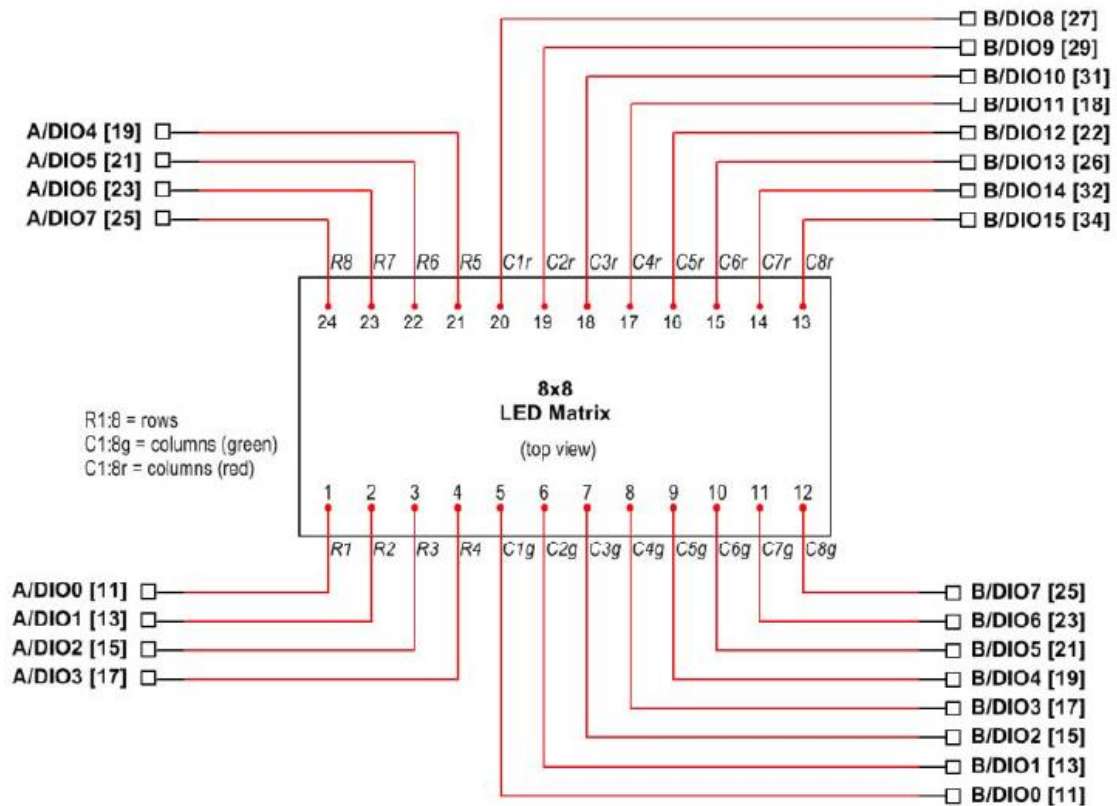 B/DIO8 [27]
B/DIO9 [29]
B/DIO10 [31]
B/DIO11 [18]
A/DIO4 [19] B/DIO12 [22]
A/DIO5 [21] B/DIO13 [26]
A/DIO6 [23] B/DIO14 [32]
A/DIO7 [25] B/DIO15 [34]
R8 R7 R6 R5 C1r C2r C3r C4r C5r C6r C7r C8r
24 23 22 21 20 19 18 17 16 15 14 13
8x8
LED Matrix
(top view)
R1:8 = rows
C1:8g = columns (green)
C1:8r = columns (red)
1 2 3 4 5 6 7 8 9 10 11 12
R1 R2 R3 R4 C1g C2g C3g C4g C5g C6g C7g C8g
A/DIO0 [11] B/DIO7 [25]
A/DIO1 [13] B/DIO6 [23]
A/DIO2 [15] B/DIO5 [21]
A/DIO3 [17] B/DIO4 [19]
B/DIO3 [17]
B/DIO2 [15]
B/DIO1 [13]
B/DIO0 [11]